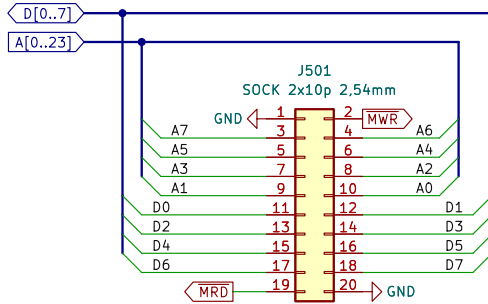 D[0..7]
A[0..23]
J501
SOCK 2x10p 2,54mm
GND 1 2 MWR
A7 3 4 A6
A5 5 6 A4
A3 7 8 A2
A1 9 10 A0
D0 11 12 D1
D2 13 14 D3
D4 15 16 D5
D6 17 18 D7
MRD 19 20 GND